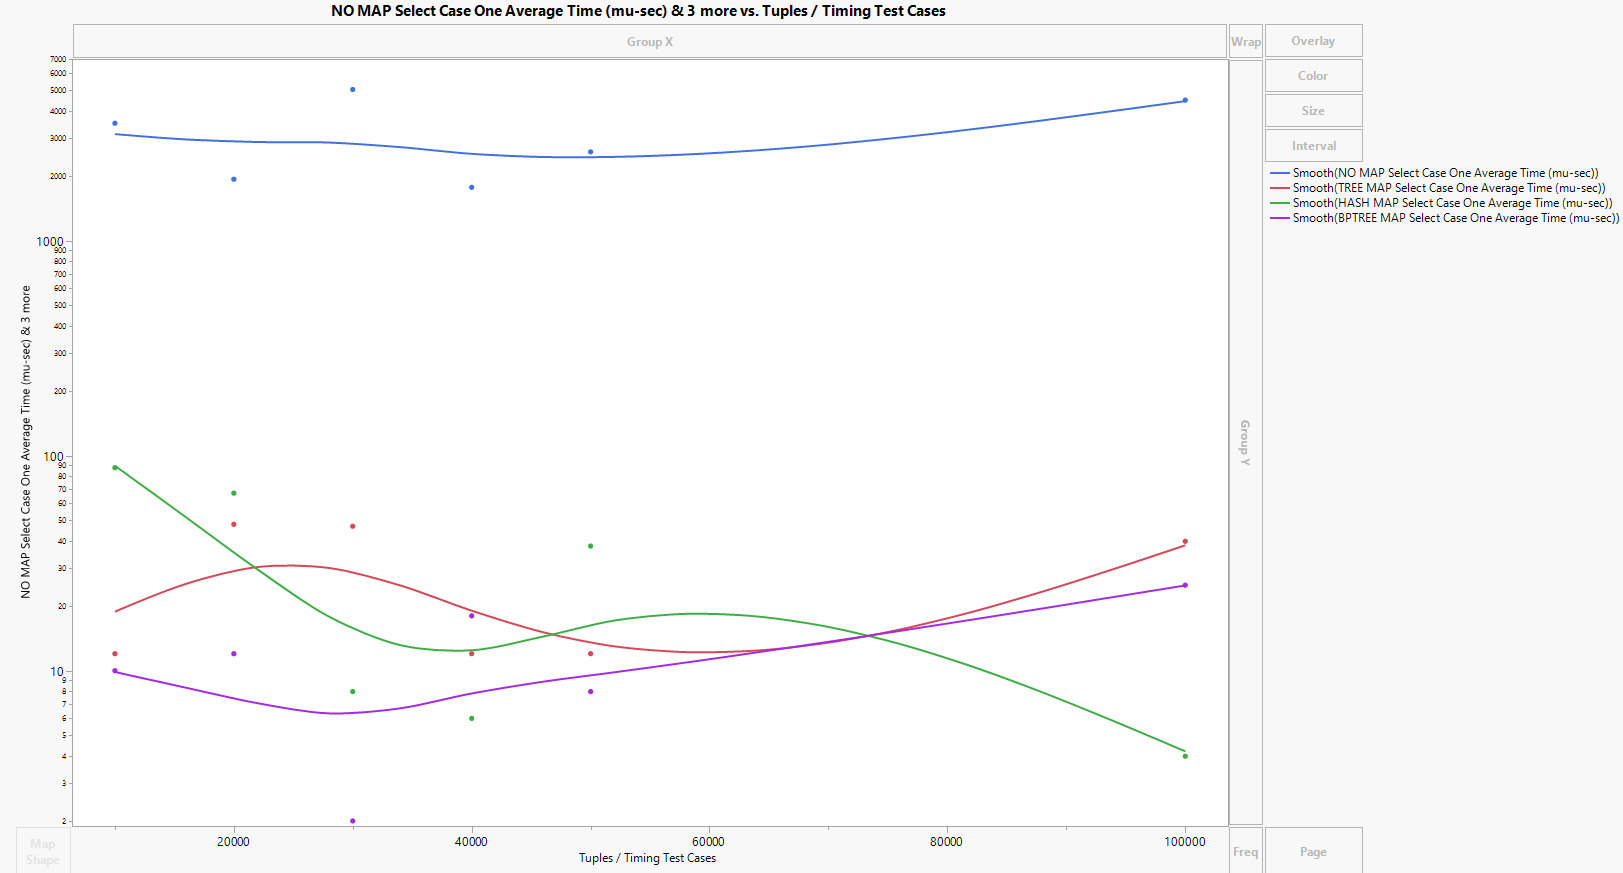 NO MAP Select Case One Average Time (mu-sec) & 3 more vs. Tuples / Timing Test Cases
Group X
Wrap
Overlay
Color
Size
Interval
Smooth(NO MAP Select Case One Average Time (mu-sec))
Smooth(TREE MAP Select Case One Average Time (mu-sec))
Smooth(HASH MAP Select Case One Average Time (mu-sec))
Smooth(BPTREE MAP Select Case One Average Time (mu-sec))
NO MAP Select Case One Average Time (mu-sec) & 3 more
7000
6000
5000
4000
3000
2000
1000
900
800
700
600
500
400
300
200
100
90
80
70
60
50
40
30
20
10
9
8
7
6
5
4
3
2
Group Y
20000
40000
60000
80000
100000
Tuples / Timing Test Cases
Map
Shape
Freq
Page